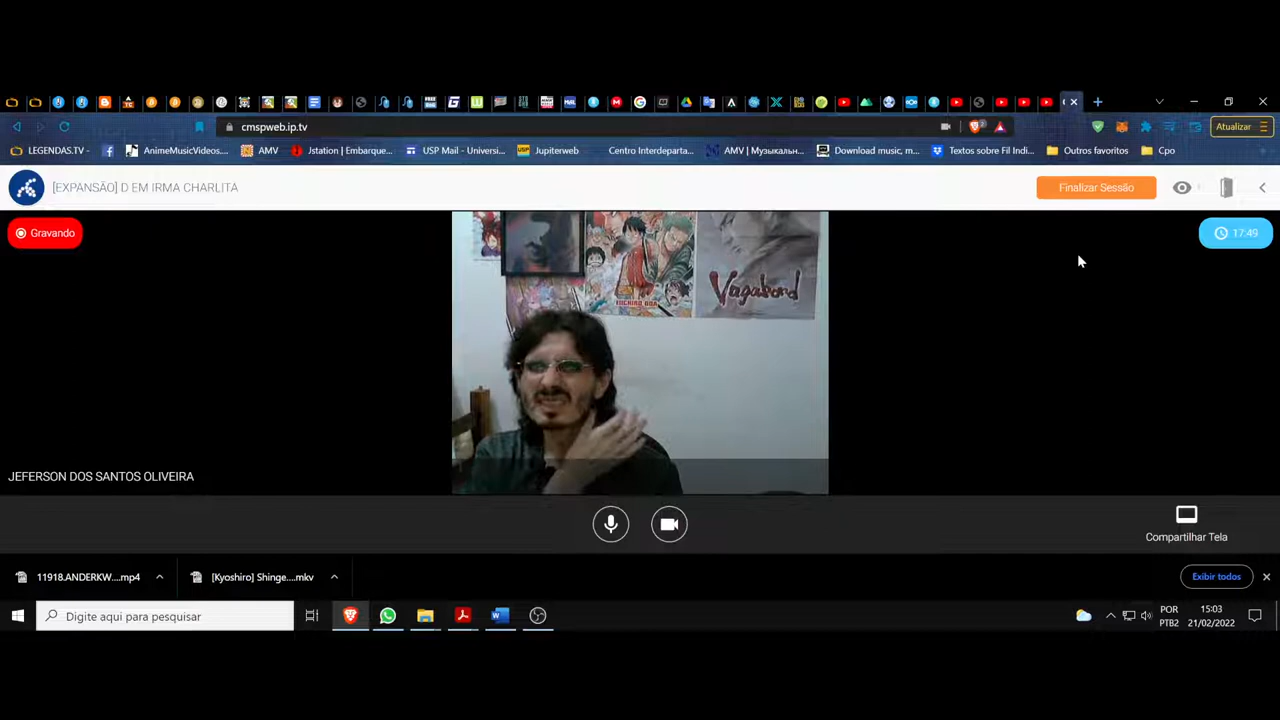 cmspweb.ip.tv
2
Atualizar
LEGENDAS.TV -
AnimeMusicVideos....
AMV
Jstation | Embarque...
USP Mail - Universi...
Jupiterweb
Centro Interdeparta...
AMV | Музыкальн...
Download music, m...
Textos sobre Fil Indi...
Outros favoritos
Cpo
[EXPANSÃO] D EM IRMA CHARLITA
Finalizar Sessão
Gravando
17:49
Vagabond
JEFERSON DOS SANTOS OLIVEIRA
Compartilhar Tela
11918.ANDERKW....mp4
[Kyoshiro] Shinge....mkv
Exibir todos
Digite aqui para pesquisar
POR
PTB2
15:03
21/02/2022